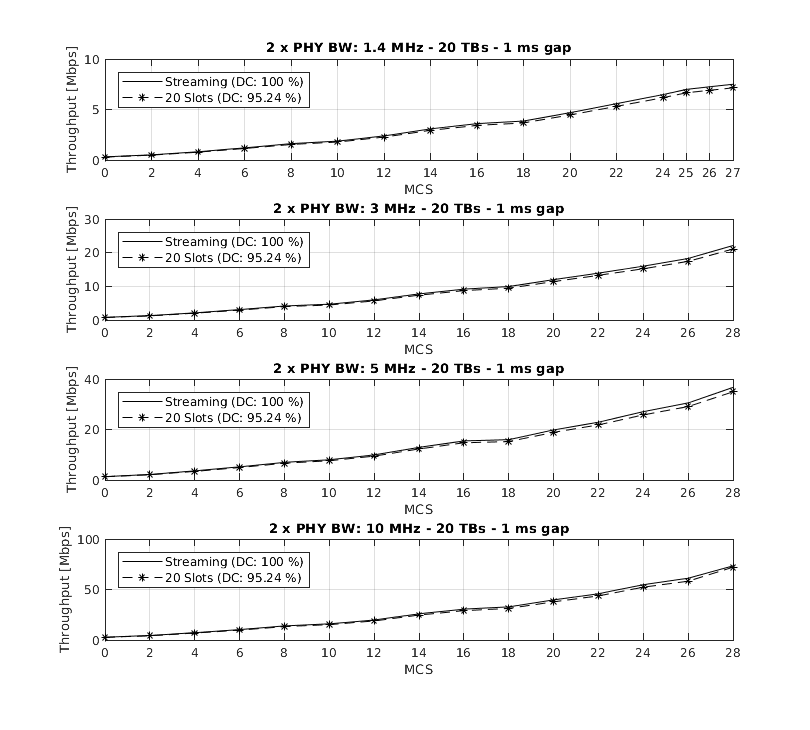 2 x PHY BW: 1.4 MHz - 20 TBs - 1 ms gap
Throughput [Mbps]
10
5
0
Streaming (DC: 100 %)
20 Slots (DC: 95.24 %)
0 2 4 6 8 10 12 14 16 18 20 22 24 25 26 27
MCS
2 x PHY BW: 3 MHz - 20 TBs - 1 ms gap
Throughput [Mbps]
30
20
10
0
Streaming (DC: 100 %)
20 Slots (DC: 95.24 %)
0 2 4 6 8 10 12 14 16 18 20 22 24 26 28
MCS
2 x PHY BW: 5 MHz - 20 TBs - 1 ms gap
Throughput [Mbps]
40
20
0
Streaming (DC: 100 %)
20 Slots (DC: 95.24 %)
0 2 4 6 8 10 12 14 16 18 20 22 24 26 28
MCS
2 x PHY BW: 10 MHz - 20 TBs - 1 ms gap
Throughput [Mbps]
100
50
0
Streaming (DC: 100 %)
20 Slots (DC: 95.24 %)
0 2 4 6 8 10 12 14 16 18 20 22 24 26 28
MCS